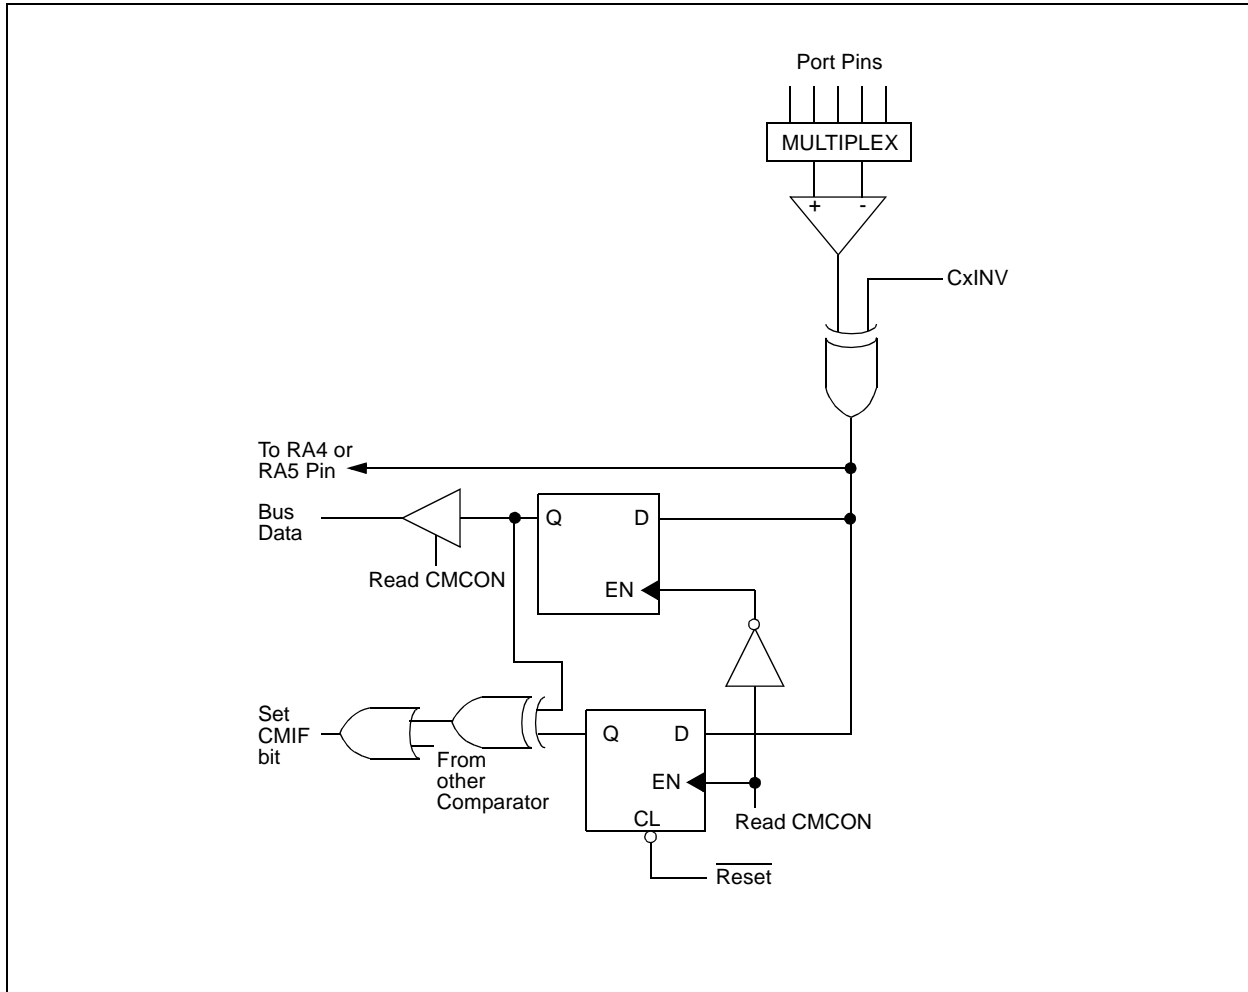 Port Pins
MULTIPLEX
+ -
CxINV
To RA4 or
RA5 Pin
Bus
Data
Q D
EN
Read CMCON
Set
CMIF
bit
From
other
Comparator
Q D
EN
CL
Read CMCON
Reset